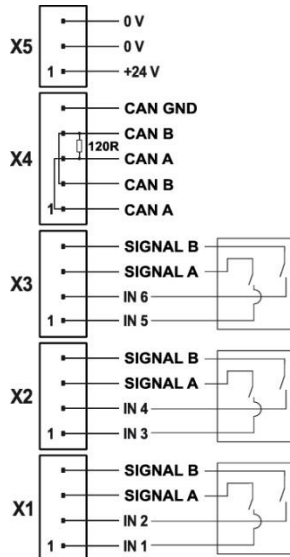 X5
0 V
0 V
1 +24 V
X4
CAN GND
CAN B
120R
CAN A
CAN B
1 CAN A
X3
SIGNAL B
SIGNAL A
IN 6
1 IN 5
X2
SIGNAL B
SIGNAL A
IN 4
1 IN 3
X1
SIGNAL B
SIGNAL A
IN 2
1 IN 1